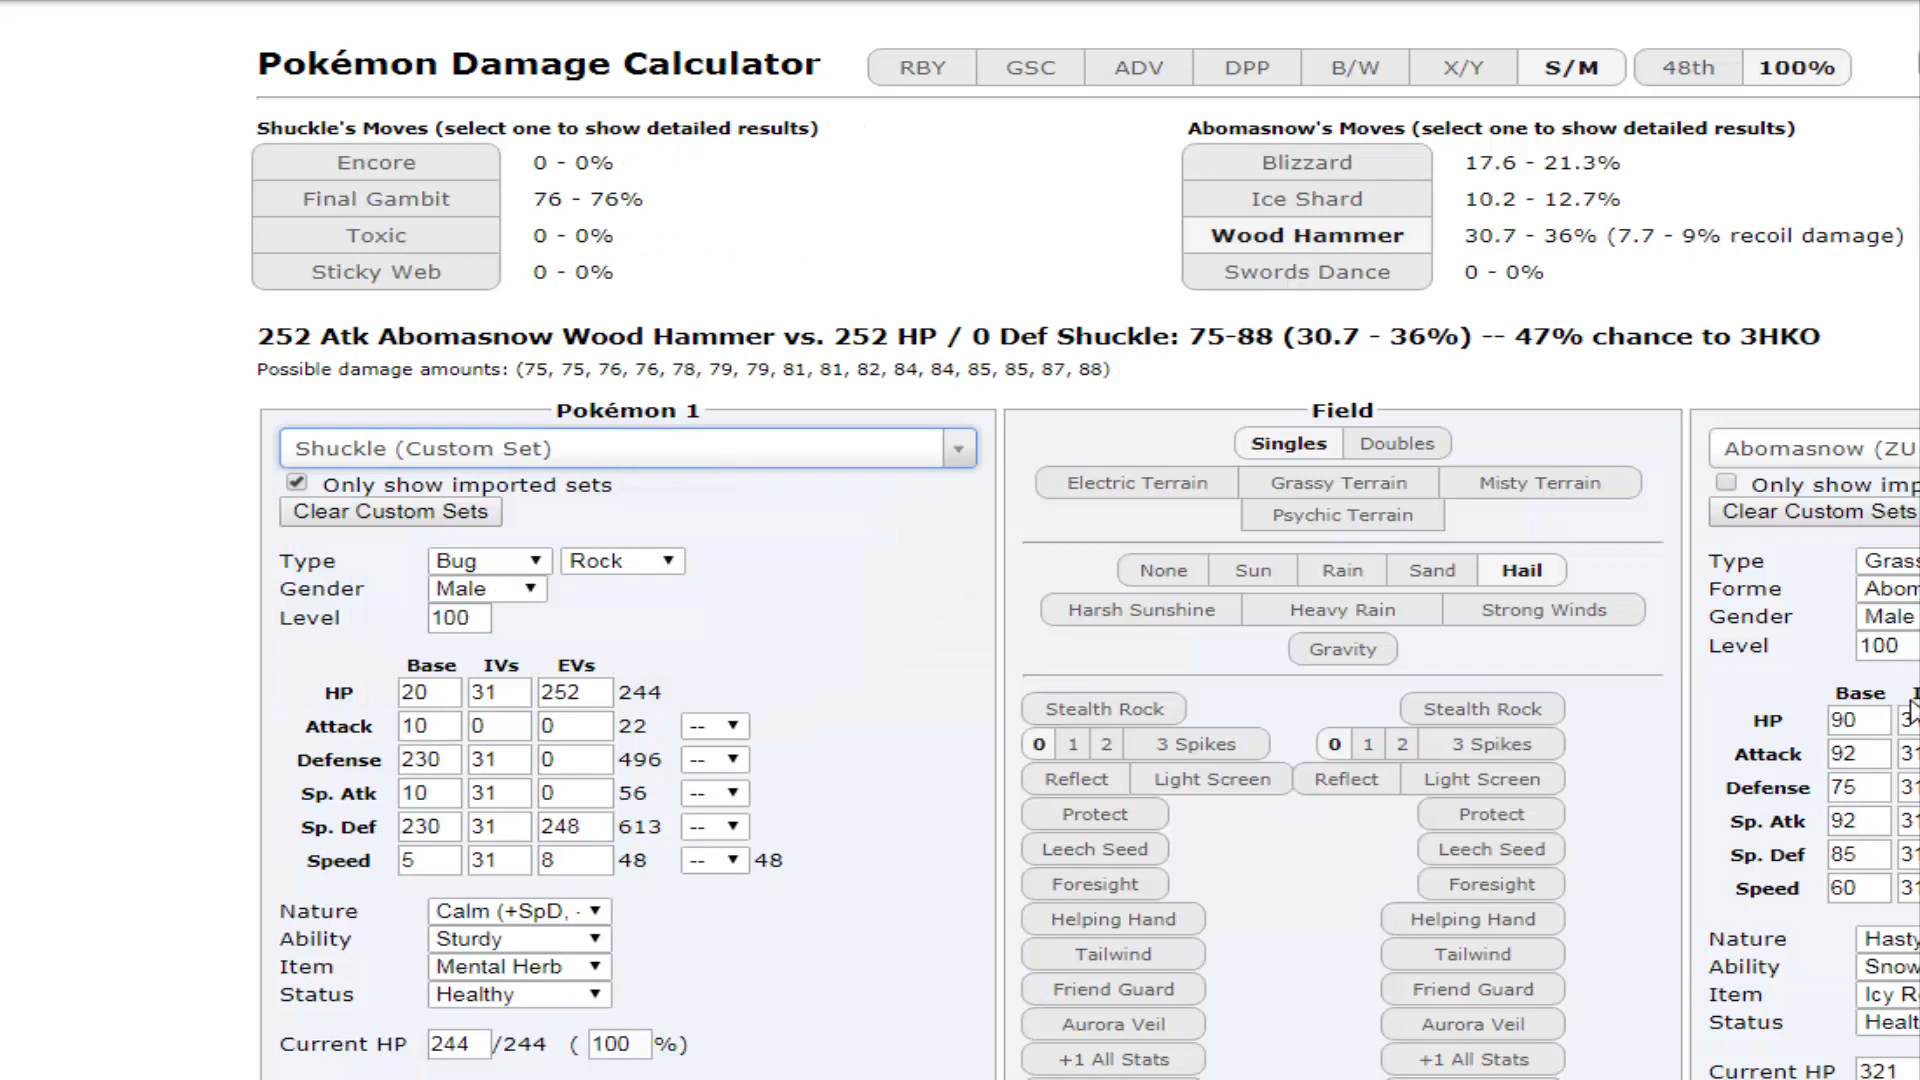 Pokémon Damage Calculator
RBY GSC ADV DPP B/W X/Y S/M 48th 100%
Shuckle's Moves (select one to show detailed results)
Encore 0 - 0%
Final Gambit 76 - 76%
Toxic 0 - 0%
Sticky Web 0 - 0%
Abomasnow's Moves (select one to show detailed results)
Blizzard 17.6 - 21.3%
Ice Shard 10.2 - 12.7%
Wood Hammer 30.7 - 36% (7.7 - 9% recoil damage)
Swords Dance 0 - 0%
252 Atk Abomasnow Wood Hammer vs. 252 HP / 0 Def Shuckle: 75-88 (30.7 - 36%) -- 47% chance to 3HKO
Possible damage amounts: (75, 75, 76, 76, 78, 79, 79, 81, 81, 82, 84, 84, 85, 85, 87, 88)
Pokémon 1
Shuckle (Custom Set)
Only show imported sets
Clear Custom Sets
Type Bug Rock
Gender Male
Level 100
Base IVs EVs
HP 20 31 252 244
Attack 10 0 0 22 --
Defense 230 31 0 496 --
Sp. Atk 10 31 0 56 --
Sp. Def 230 31 248 613 --
Speed 5 31 8 48 -- 48
Nature Calm (+SpD, -
Ability Sturdy
Item Mental Herb
Status Healthy
Current HP 244 /244 ( 100 %)
Field
Singles Doubles
Electric Terrain Grassy Terrain Misty Terrain
Psychic Terrain
None Sun Rain Sand Hail
Harsh Sunshine Heavy Rain Strong Winds
Gravity
Stealth Rock Stealth Rock
0 1 2 3 Spikes 0 1 2 3 Spikes
Reflect Light Screen Reflect Light Screen
Protect Protect
Leech Seed Leech Seed
Foresight Foresight
Helping Hand Helping Hand
Tailwind Tailwind
Friend Guard Friend Guard
Aurora Veil Aurora Veil
+1 All Stats +1 All Stats
Abomasnow (ZU
Only show imp
Clear Custom Sets
Type Grass
Forme Abom
Gender Male
Level 100
Base
HP 90
Attack 92 31
Defense 75 31
Sp. Atk 92 31
Sp. Def 85 31
Speed 60 31
Nature Hasty
Ability Snow
Item Icy R
Status Healt
Current HP 321